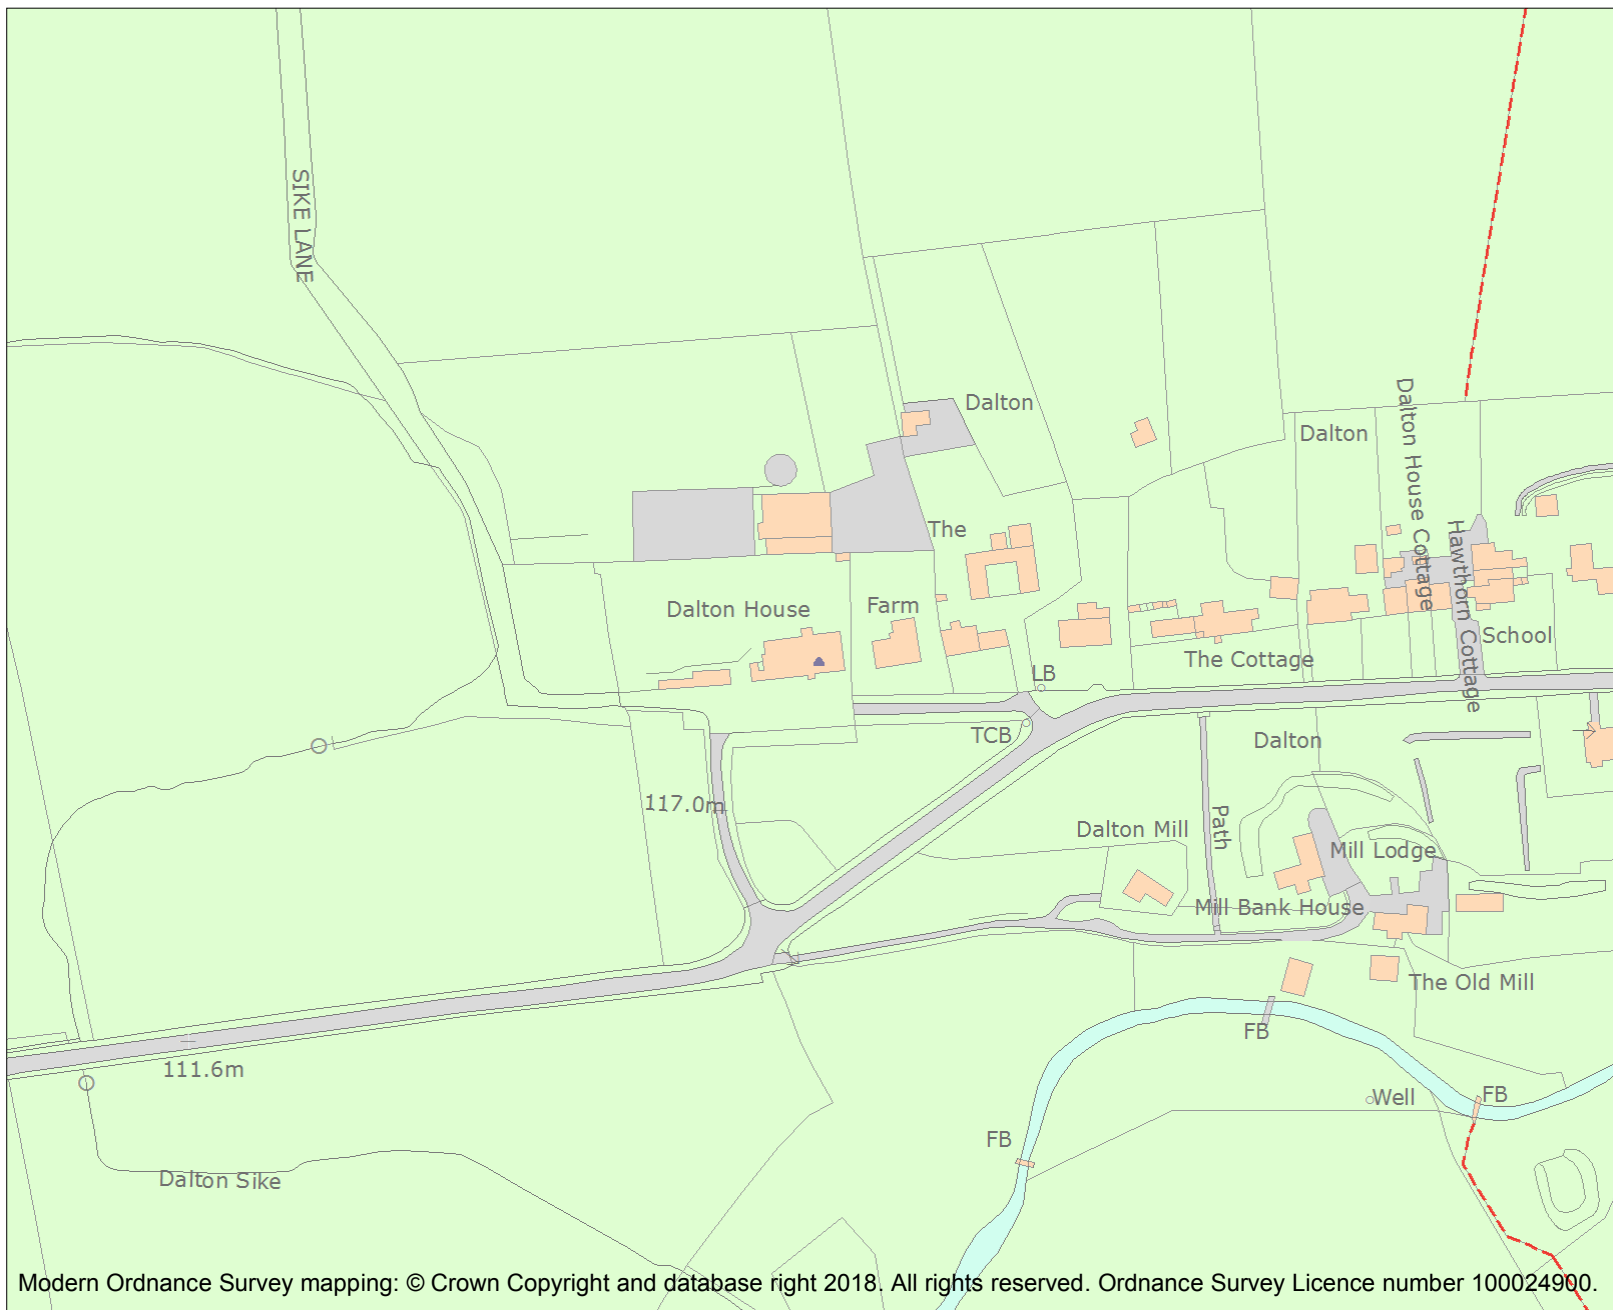 SIKE LANE
Dalton
Dalton
Dalton House Cottage
Hawthorn Cottage
The
Dalton House
Farm
School
The Cottage
LB
TCB
Dalton
117.0m
Path
Dalton Mill
Mill Lodge
Mill Bank House
The Old Mill
FB
111.6m
Well
FB
FB
Dalton Sike
Modern Ordnance Survey mapping: © Crown Copyright and database right 2018. All rights reserved. Ordnance Survey Licence number 100024900.